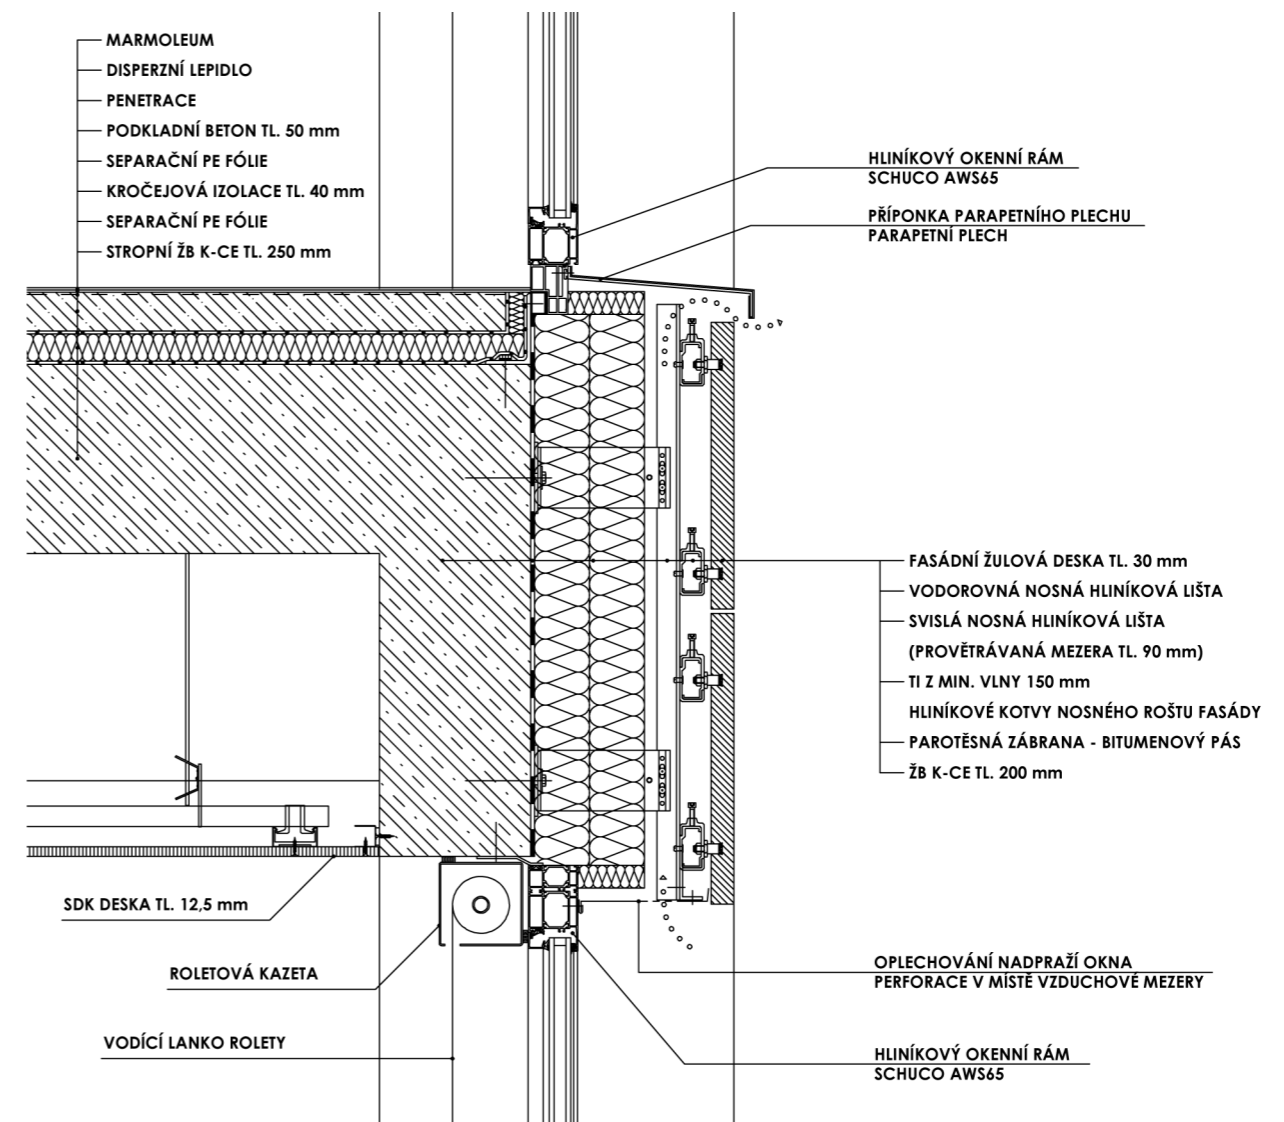 MARMOLEUM
DISPERZNÍ LEPIDLO
PENETRACE
PODKLADNÍ BETON TL. 50 mm
SEPARAČNÍ PE FÓLIE
KROČEJOVÁ IZOLACE TL. 40 mm
SEPARAČNÍ PE FÓLIE
STROPNÍ ŽB K-CE TL. 250 mm
HLINÍKOVÝ OKENNÍ RÁM
SCHUCO AWS65
PŘÍPONKA PARAPETNÍHO PLECHU
PARAPETNÍ PLECH
FASÁDNÍ ŽULOVÁ DESKA TL. 30 mm
VODOROVNÁ NOSNÁ HLINÍKOVÁ LIŠTA
SVISLÁ NOSNÁ HLINÍKOVÁ LIŠTA
(PROVĚTRÁVANÁ MEZERA TL. 90 mm)
TI Z MIN. VLNY 150 mm
HLINÍKOVÉ KOTVY NOSNÉHO ROŠTU FASÁDY
PAROTĚSNÁ ZÁBRANA - BITUMENOVÝ PÁS
ŽB K-CE TL. 200 mm
SDK DESKA TL. 12,5 mm
ROLETOVÁ KAZETA
VODÍCÍ LANKO ROLETY
OPLECHOVÁNÍ NADPRAŽÍ OKNA
PERFORACE V MÍSTĚ VZDUCHOVÉ MEZERY
HLINÍKOVÝ OKENNÍ RÁM
SCHUCO AWS65